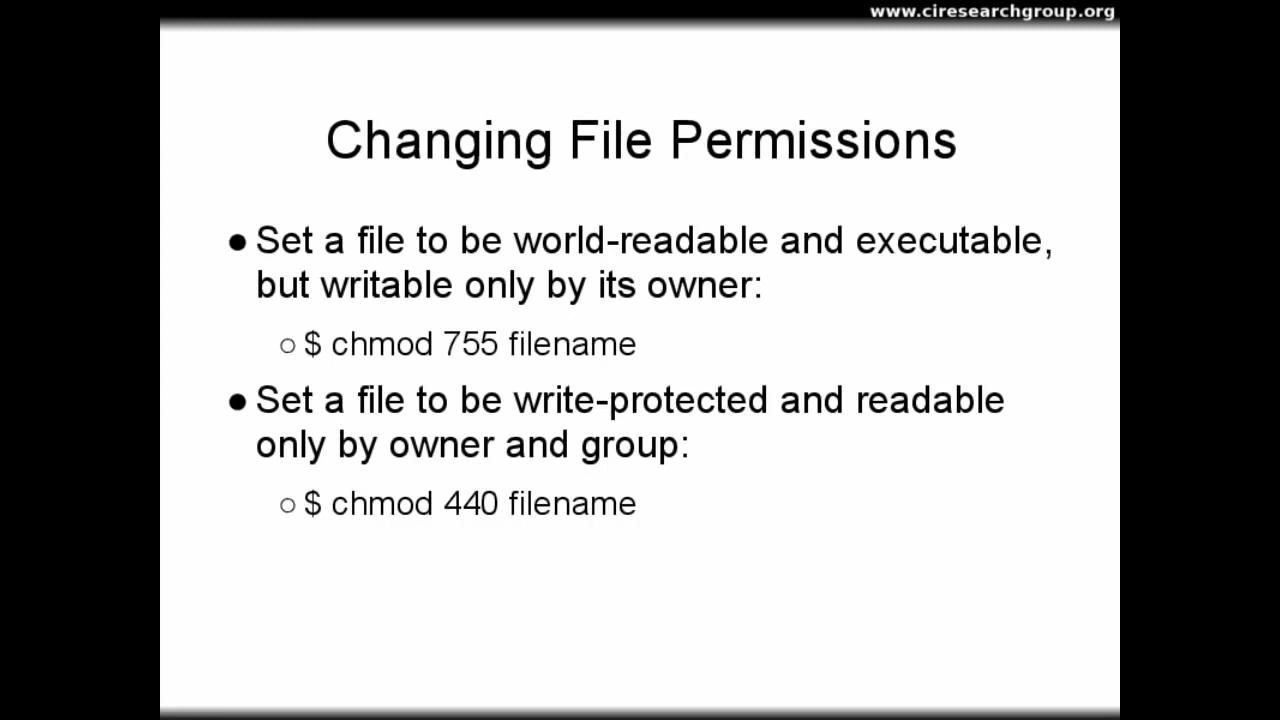 www.ciresearchgroup.org
Changing File Permissions
● Set a file to be world-readable and executable,
but writable only by its owner:
○ $ chmod 755 filename
● Set a file to be write-protected and readable
only by owner and group:
○ $ chmod 440 filename